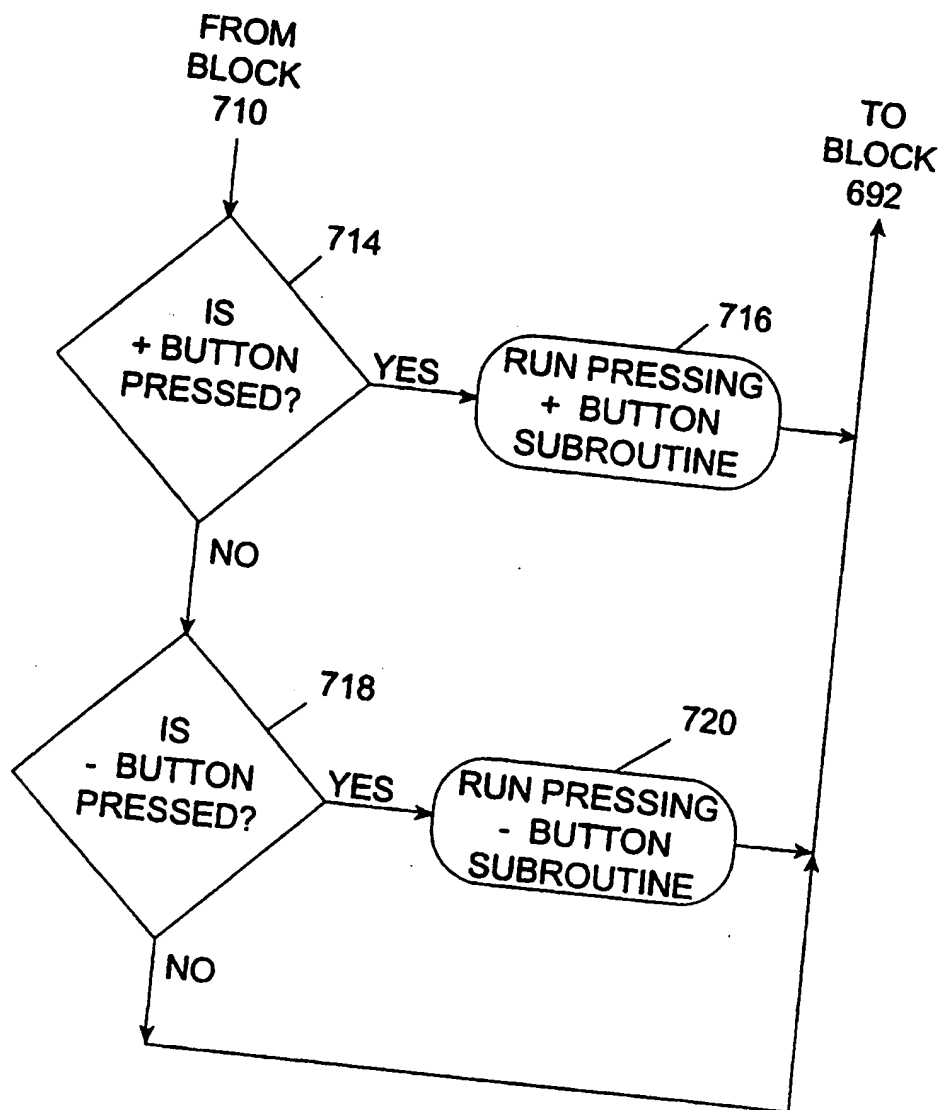 FROM
BLOCK
710
TO
BLOCK
692
714
IS
+ BUTTON
PRESSED?
YES
716
RUN PRESSING
+ BUTTON
SUBROUTINE
NO
718
IS
- BUTTON
PRESSED?
YES
720
RUN PRESSING
- BUTTON
SUBROUTINE
NO